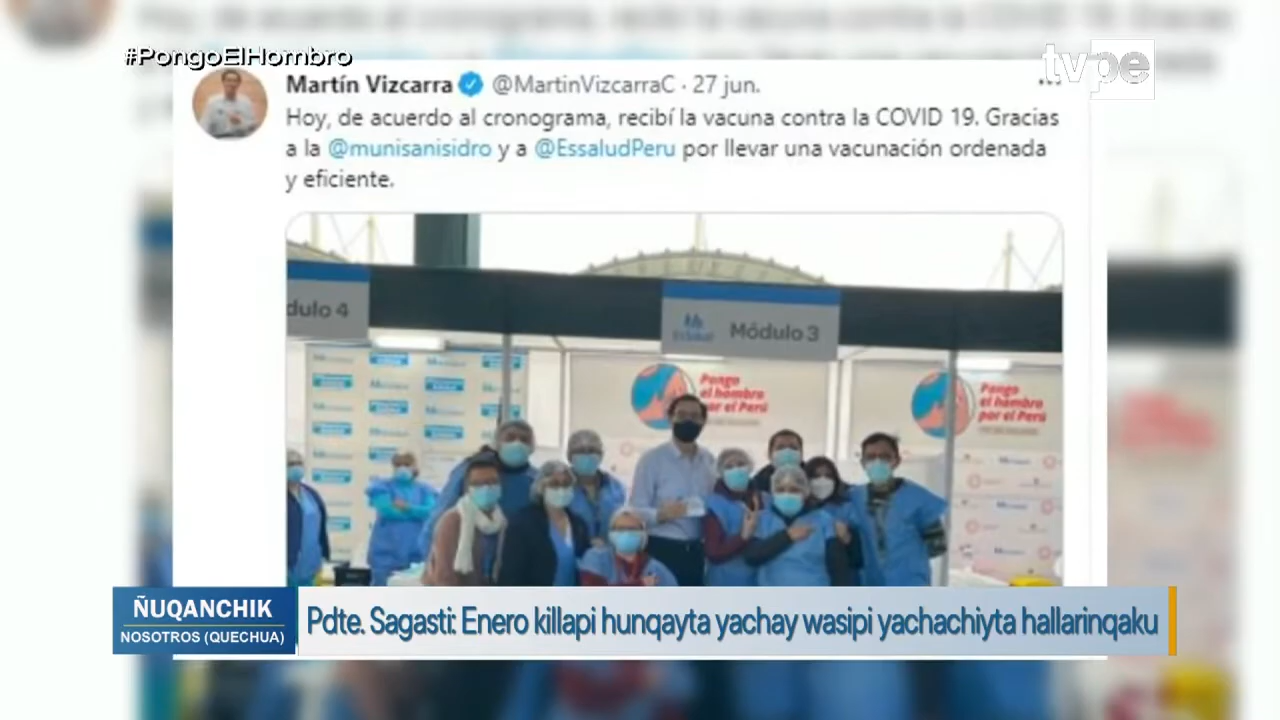 #PongoElHombro
tvpe
Martín Vizcarra @MartinVizcarraC · 27 jun.
Hoy, de acuerdo al cronograma, recibí la vacuna contra la COVID 19. Gracias
a la @munisanisidro y a @EssaludPeru por llevar una vacunación ordenada
y eficiente.
dulo 4
EsSalud
Módulo 3
Pongo
el hombro
por el Perú
Pongo
el hombro
por el Perú
ÑUQANCHIK
NOSOTROS (QUECHUA)
Pdte. Sagasti: Enero killapi hunqayta yachay wasipi yachachiyta hallarinqaku